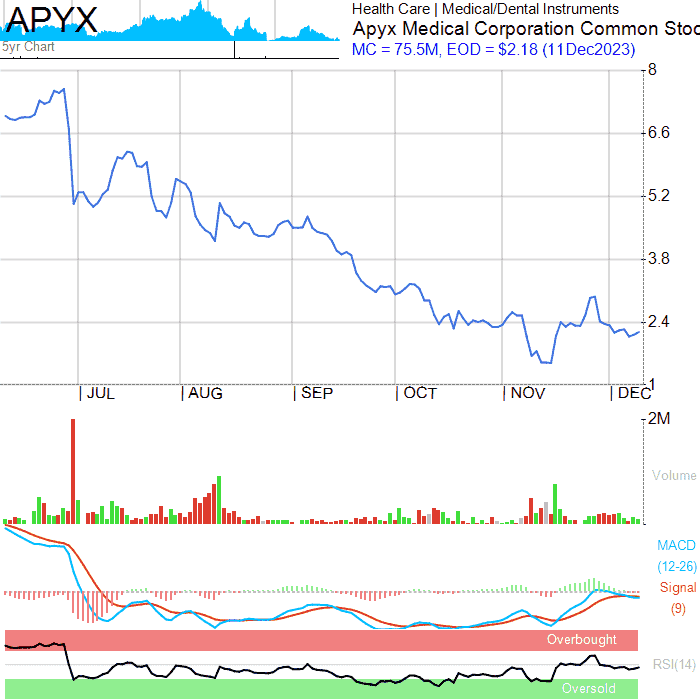 APYX
5yr Chart
Health Care | Medical/Dental Instruments
Apyx Medical Corporation Common Stoc
MC = 75.5M, EOD = $2.18 (11Dec2023)
8
6.6
5.2
3.8
2.4
1
JUL AUG SEP OCT NOV DEC
2M
Volume
MACD
(12-26)
Signal
(9)
Overbought
RSI(14)
Oversold